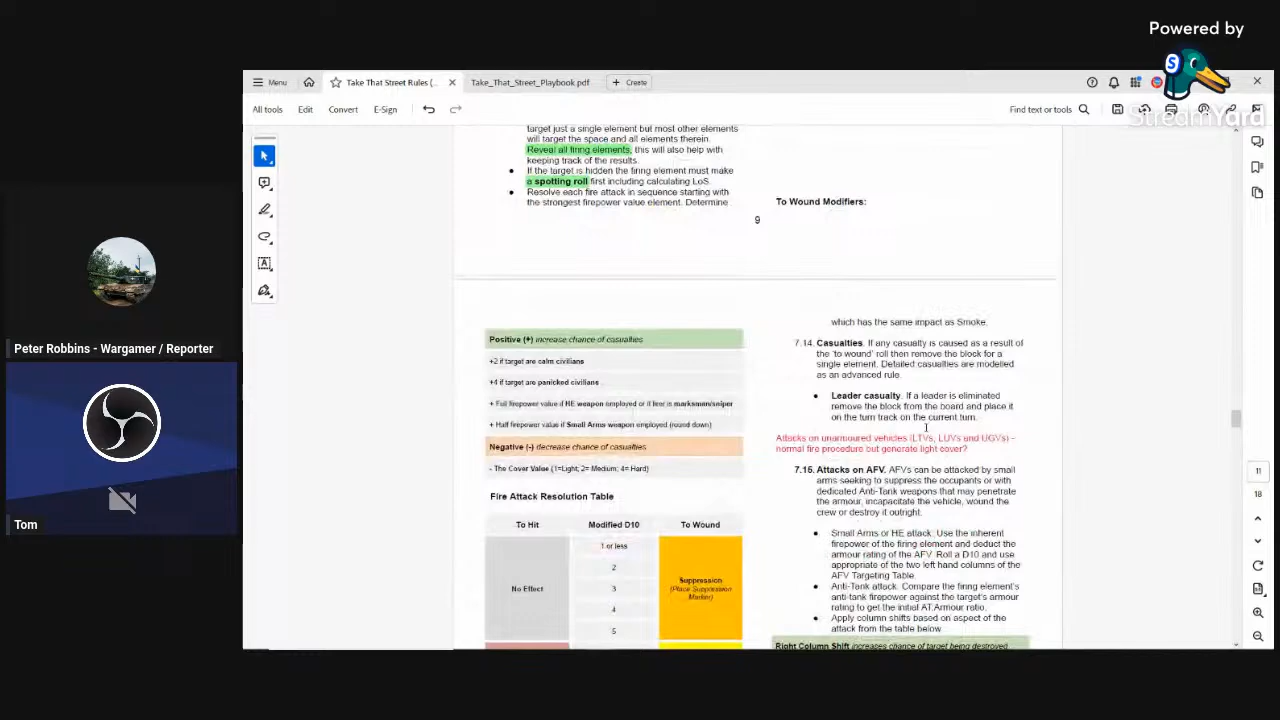 Powered by
StreamYard
Menu
Take That Street Rules (...
Take_That_Street_Playbook.pdf
Create
All tools
Edit
Convert
E-Sign
Find text or tools
target just a single element but most other elements
will target the space and all elements therein.
Reveal all firing elements, this will also help with
keeping track of the results.
If the target is hidden the firing element must make
a spotting roll first including calculating LoS
Resolve each fire attack in sequence starting with
the strongest firepower value element. Determine
To Wound Modifiers:
9
Positive (+) increase chance of casualties
+2 if target are calm civilians
+4 if target are panicked civilians
+ Full firepower value if HE weapon employed or if firer is marksman/sniper
+ Half firepower value if Small Arms weapon employed (round down)
Negative (-) decrease chance of casualties
- The Cover Value (1=Light; 2= Medium; 4= Hard)
Fire Attack Resolution Table
To Hit
Modified D10
To Wound
No Effect
1 or less
2
3
4
5
Suppression
(Place Suppression
Marker)
which has the same impact as Smoke.
7.14. Casualties. If any casualty is caused as a result of
the 'to wound' roll then remove the block for a
single element. Detailed casualties are modelled
as an advanced rule.
Leader casualty. If a leader is eliminated
remove the block from the board and place it
on the turn track on the current turn.
Attacks on unarmoured vehicles (LTVs, LUVs and UGVs) -
normal fire procedure but generate light cover?
7.15. Attacks on AFV. AFVs can be attacked by small
arms seeking to suppress the occupants or with
dedicated Anti-Tank weapons that may penetrate
the armour, incapacitate the vehicle, wound the
crew or destroy it outright:
Small Arms or HE attack. Use the inherent
firepower of the firing element and deduct the
armour rating of the AFV. Roll a D10 and use
appropriate of the two left hand columns of the
AFV Targeting Table.
Anti-Tank attack. Compare the firing element's
anti-tank firepower against the target's armour
rating to get the initial AT:Armour ratio.
Apply column shifts based on aspect of the
attack from the table below
Right Column Shift increases chance of target being destroyed
11
18
Peter Robbins - Wargamer / Reporter
Tom